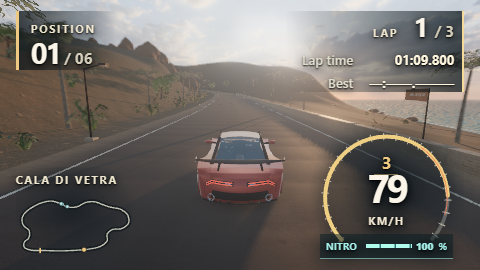 POSITION
01 / 06
LAP 1 / 3
Lap time 01:09.800
Best --:--.---
CALA DI VETRA
3
79
KM/H
NITRO 100 %